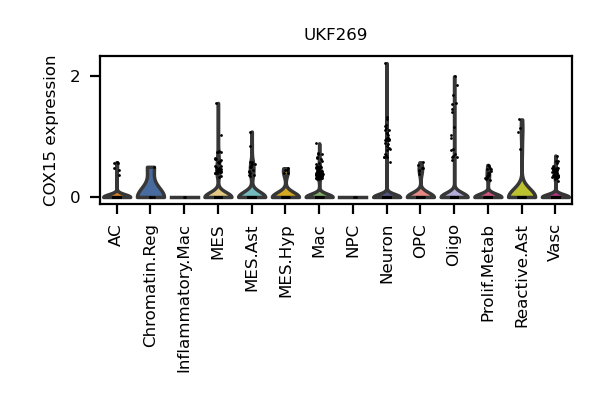 UKF269
COX15 expression
2
0
AC
Chromatin.Reg
Inflammatory.Mac
MES
MES.Ast
MES.Hyp
Mac
NPC
Neuron
OPC
Oligo
Prolif.Metab
Reactive.Ast
Vasc